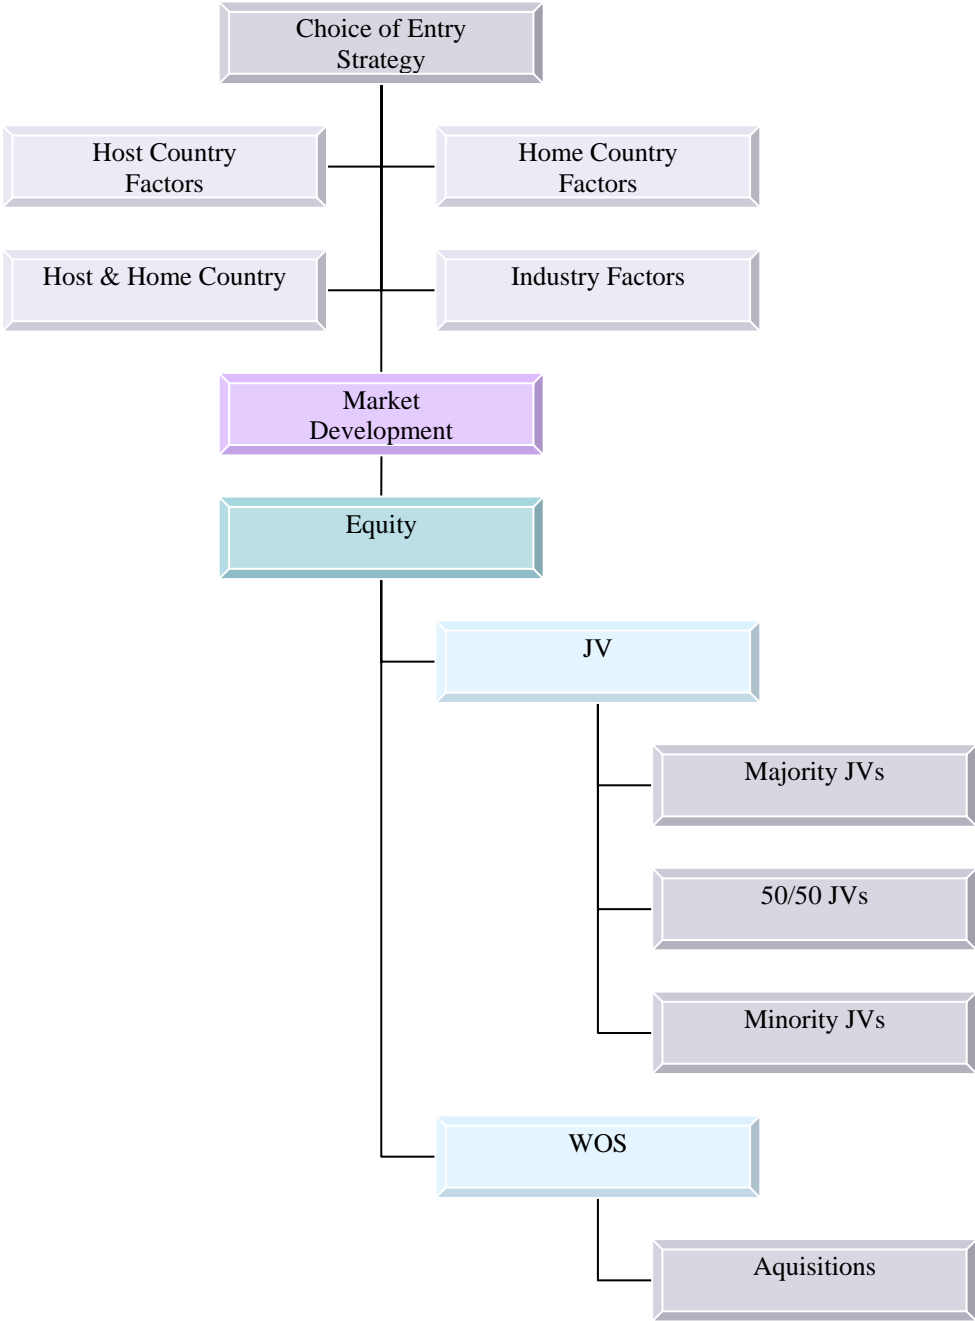 Choice of Entry
Strategy
Host Country
Factors
Home Country
Factors
Host & Home Country
Industry Factors
Market
Development
Equity
JV
Majority JVs
50/50 JVs
Minority JVs
WOS
Aquisitions